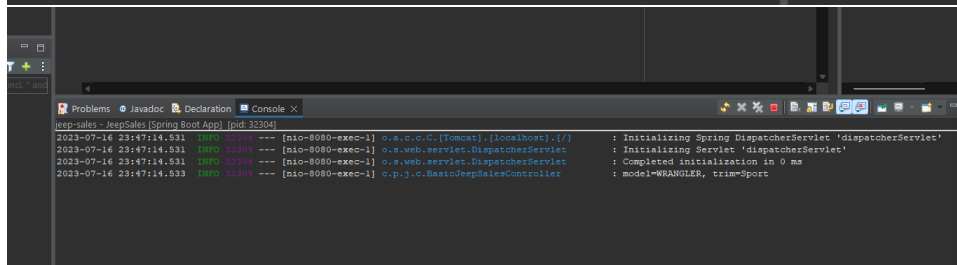 incl. * and
Problems Javadoc Declaration Console
jeep-sales - JeepSales [Spring Boot App] [pid: 32304]
2023-07-16 23:47:14.531 INFO 32304 --- [nio-8080-exec-1] o.a.c.c.C.[Tomcat].[localhost].[/] : Initializing Spring DispatcherServlet 'dispatcherServlet'
2023-07-16 23:47:14.531 INFO 32304 --- [nio-8080-exec-1] o.s.web.servlet.DispatcherServlet : Initializing Servlet 'dispatcherServlet'
2023-07-16 23:47:14.531 INFO 32304 --- [nio-8080-exec-1] o.s.web.servlet.DispatcherServlet : Completed initialization in 0 ms
2023-07-16 23:47:14.533 INFO 32304 --- [nio-8080-exec-1] c.p.j.c.BasicJeepSalesController : model=WRANGLER, trim=Sport